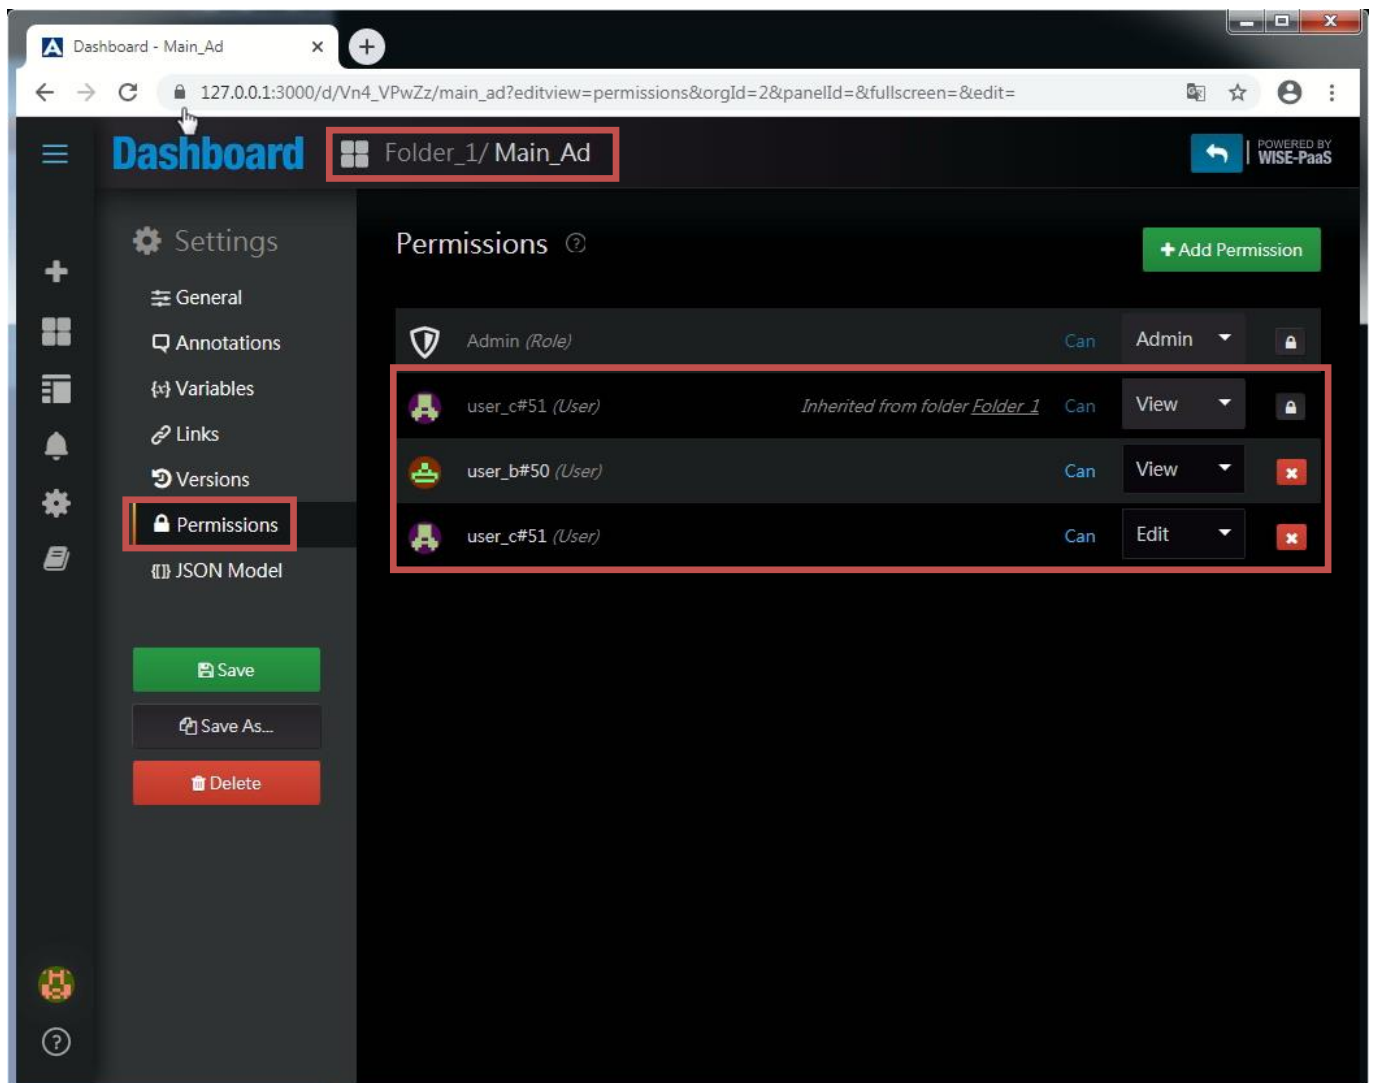 Dashboard - Main_Ad
127.0.0.1:3000/d/Vn4_VPwZz/main_ad?editview=permissions&orgId=2&panelId=&fullscreen=&edit=
Dashboard Folder_1/ Main_Ad
POWERED BY
WISE-PaaS
Settings
General
Annotations
{x} Variables
Links
Versions
Permissions
JSON Model
Save
Save As...
Delete
Permissions ?
+ Add Permission
Admin (Role) Can Admin
user_c#51 (User) Inherited from folder Folder_1 Can View
user_b#50 (User) Can View
user_c#51 (User) Can Edit
?